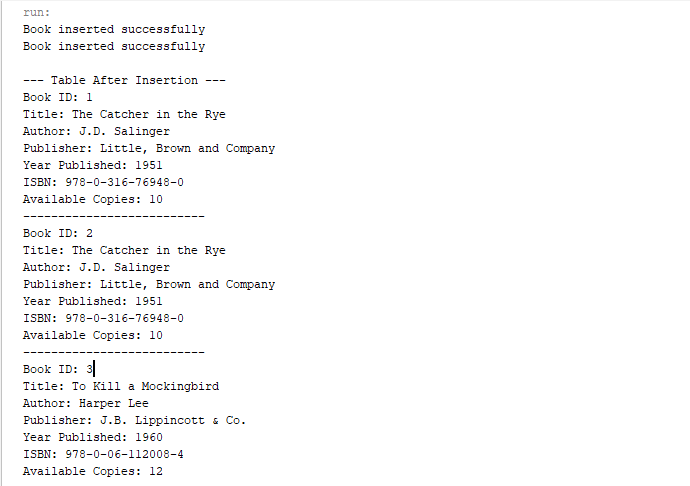 run:
Book inserted successfully
Book inserted successfully
--- Table After Insertion ---
Book ID: 1
Title: The Catcher in the Rye
Author: J.D. Salinger
Publisher: Little, Brown and Company
Year Published: 1951
ISBN: 978-0-316-76948-0
Available Copies: 10
--------------------------
Book ID: 2
Title: The Catcher in the Rye
Author: J.D. Salinger
Publisher: Little, Brown and Company
Year Published: 1951
ISBN: 978-0-316-76948-0
Available Copies: 10
--------------------------
Book ID: 3
Title: To Kill a Mockingbird
Author: Harper Lee
Publisher: J.B. Lippincott & Co.
Year Published: 1960
ISBN: 978-0-06-112008-4
Available Copies: 12